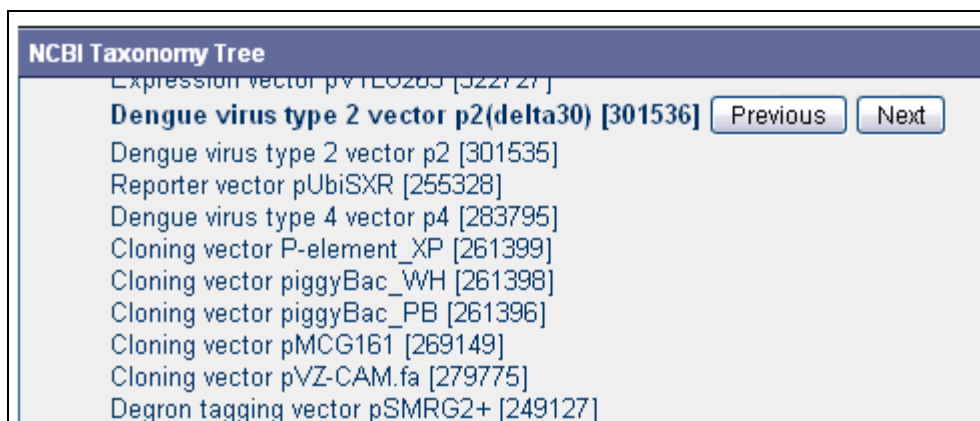 NCBI Taxonomy Tree
Expression vector
Dengue virus type 2 vector p2(delta30) [301536] Previous Next
Dengue virus type 2 vector p2 [301535]
Reporter vector pUbiSXR [255328]
Dengue virus type 4 vector p4 [283795]
Cloning vector P-element_XP [261399]
Cloning vector piggyBac_WH [261398]
Cloning vector piggyBac_PB [261396]
Cloning vector pMCG161 [269149]
Cloning vector pVZ-CAM.fa [279775]
Degron tagging vector pSMRG2+ [249127]